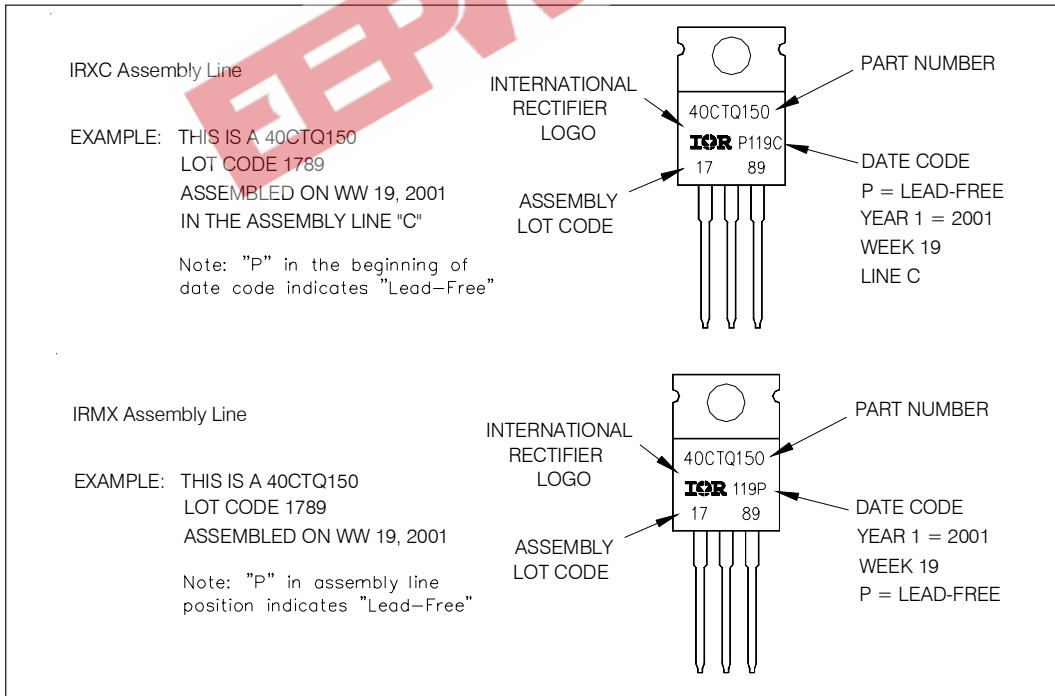 IRXC Assembly Line
EXAMPLE: THIS IS A 40CTQ150
LOT CODE 1789
ASSEMBLED ON WW 19, 2001
IN THE ASSEMBLY LINE "C"
Note: "P" in the beginning of
date code indicates "Lead-Free"
INTERNATIONAL
RECTIFIER
LOGO
ASSEMBLY
LOT CODE
40CTQ150
IOR P119C
17 89
PART NUMBER
DATE CODE
P = LEAD-FREE
YEAR 1 = 2001
WEEK 19
LINE C
IRMX Assembly Line
EXAMPLE: THIS IS A 40CTQ150
LOT CODE 1789
ASSEMBLED ON WW 19, 2001
Note: "P" in assembly line
position indicates "Lead-Free"
INTERNATIONAL
RECTIFIER
LOGO
ASSEMBLY
LOT CODE
40CTQ150
IOR 119P
17 89
PART NUMBER
DATE CODE
YEAR 1 = 2001
WEEK 19
P = LEAD-FREE